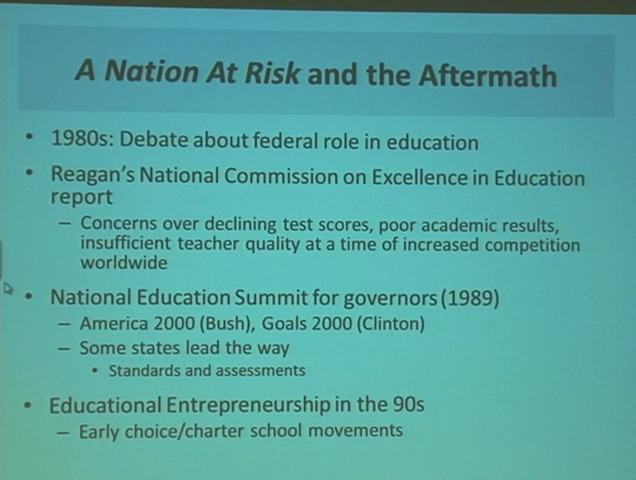 A Nation At Risk and the Aftermath
• 1980s: Debate about federal role in education
• Reagan's National Commission on Excellence in Education
report
– Concerns over declining test scores, poor academic results,
insufficient teacher quality at a time of increased competition
worldwide
• National Education Summit for governors (1989)
– America 2000 (Bush), Goals 2000 (Clinton)
– Some states lead the way
• Standards and assessments
• Educational Entrepreneurship in the 90s
– Early choice/charter school movements